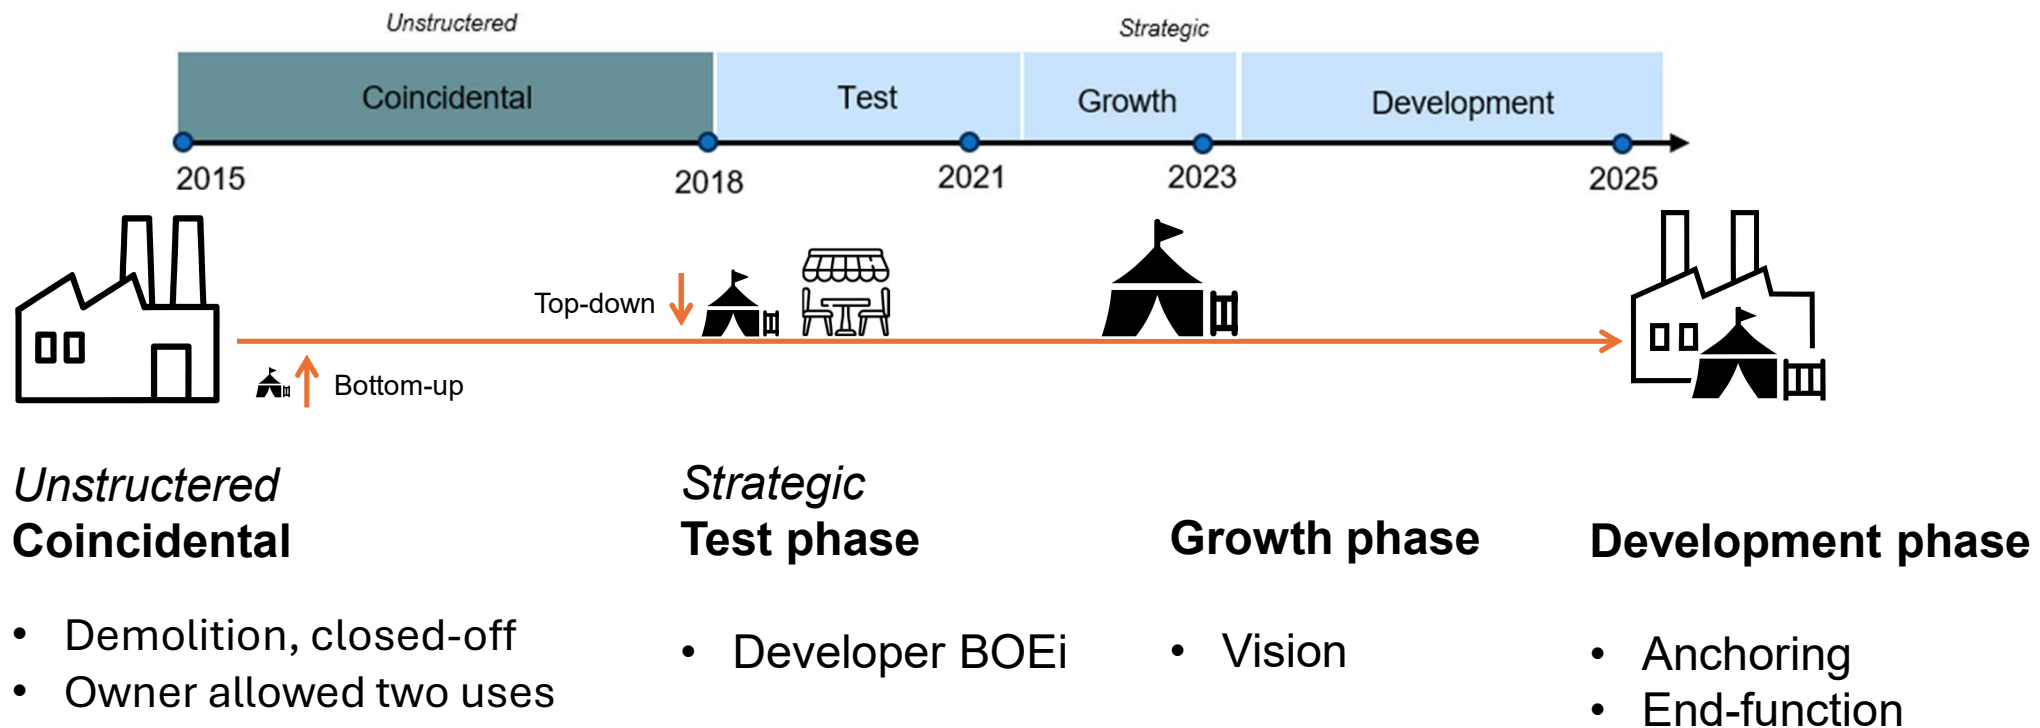 Unstructered
Strategic
Coincidental
Test
Growth
Development
2015
2018
2021
2023
2025
Top-down
Bottom-up
Unstructered
Coincidental
• Demolition, closed-off
• Owner allowed two uses
Strategic
Test phase
• Developer BOEi
Growth phase
• Vision
Development phase
• Anchoring
• End-function